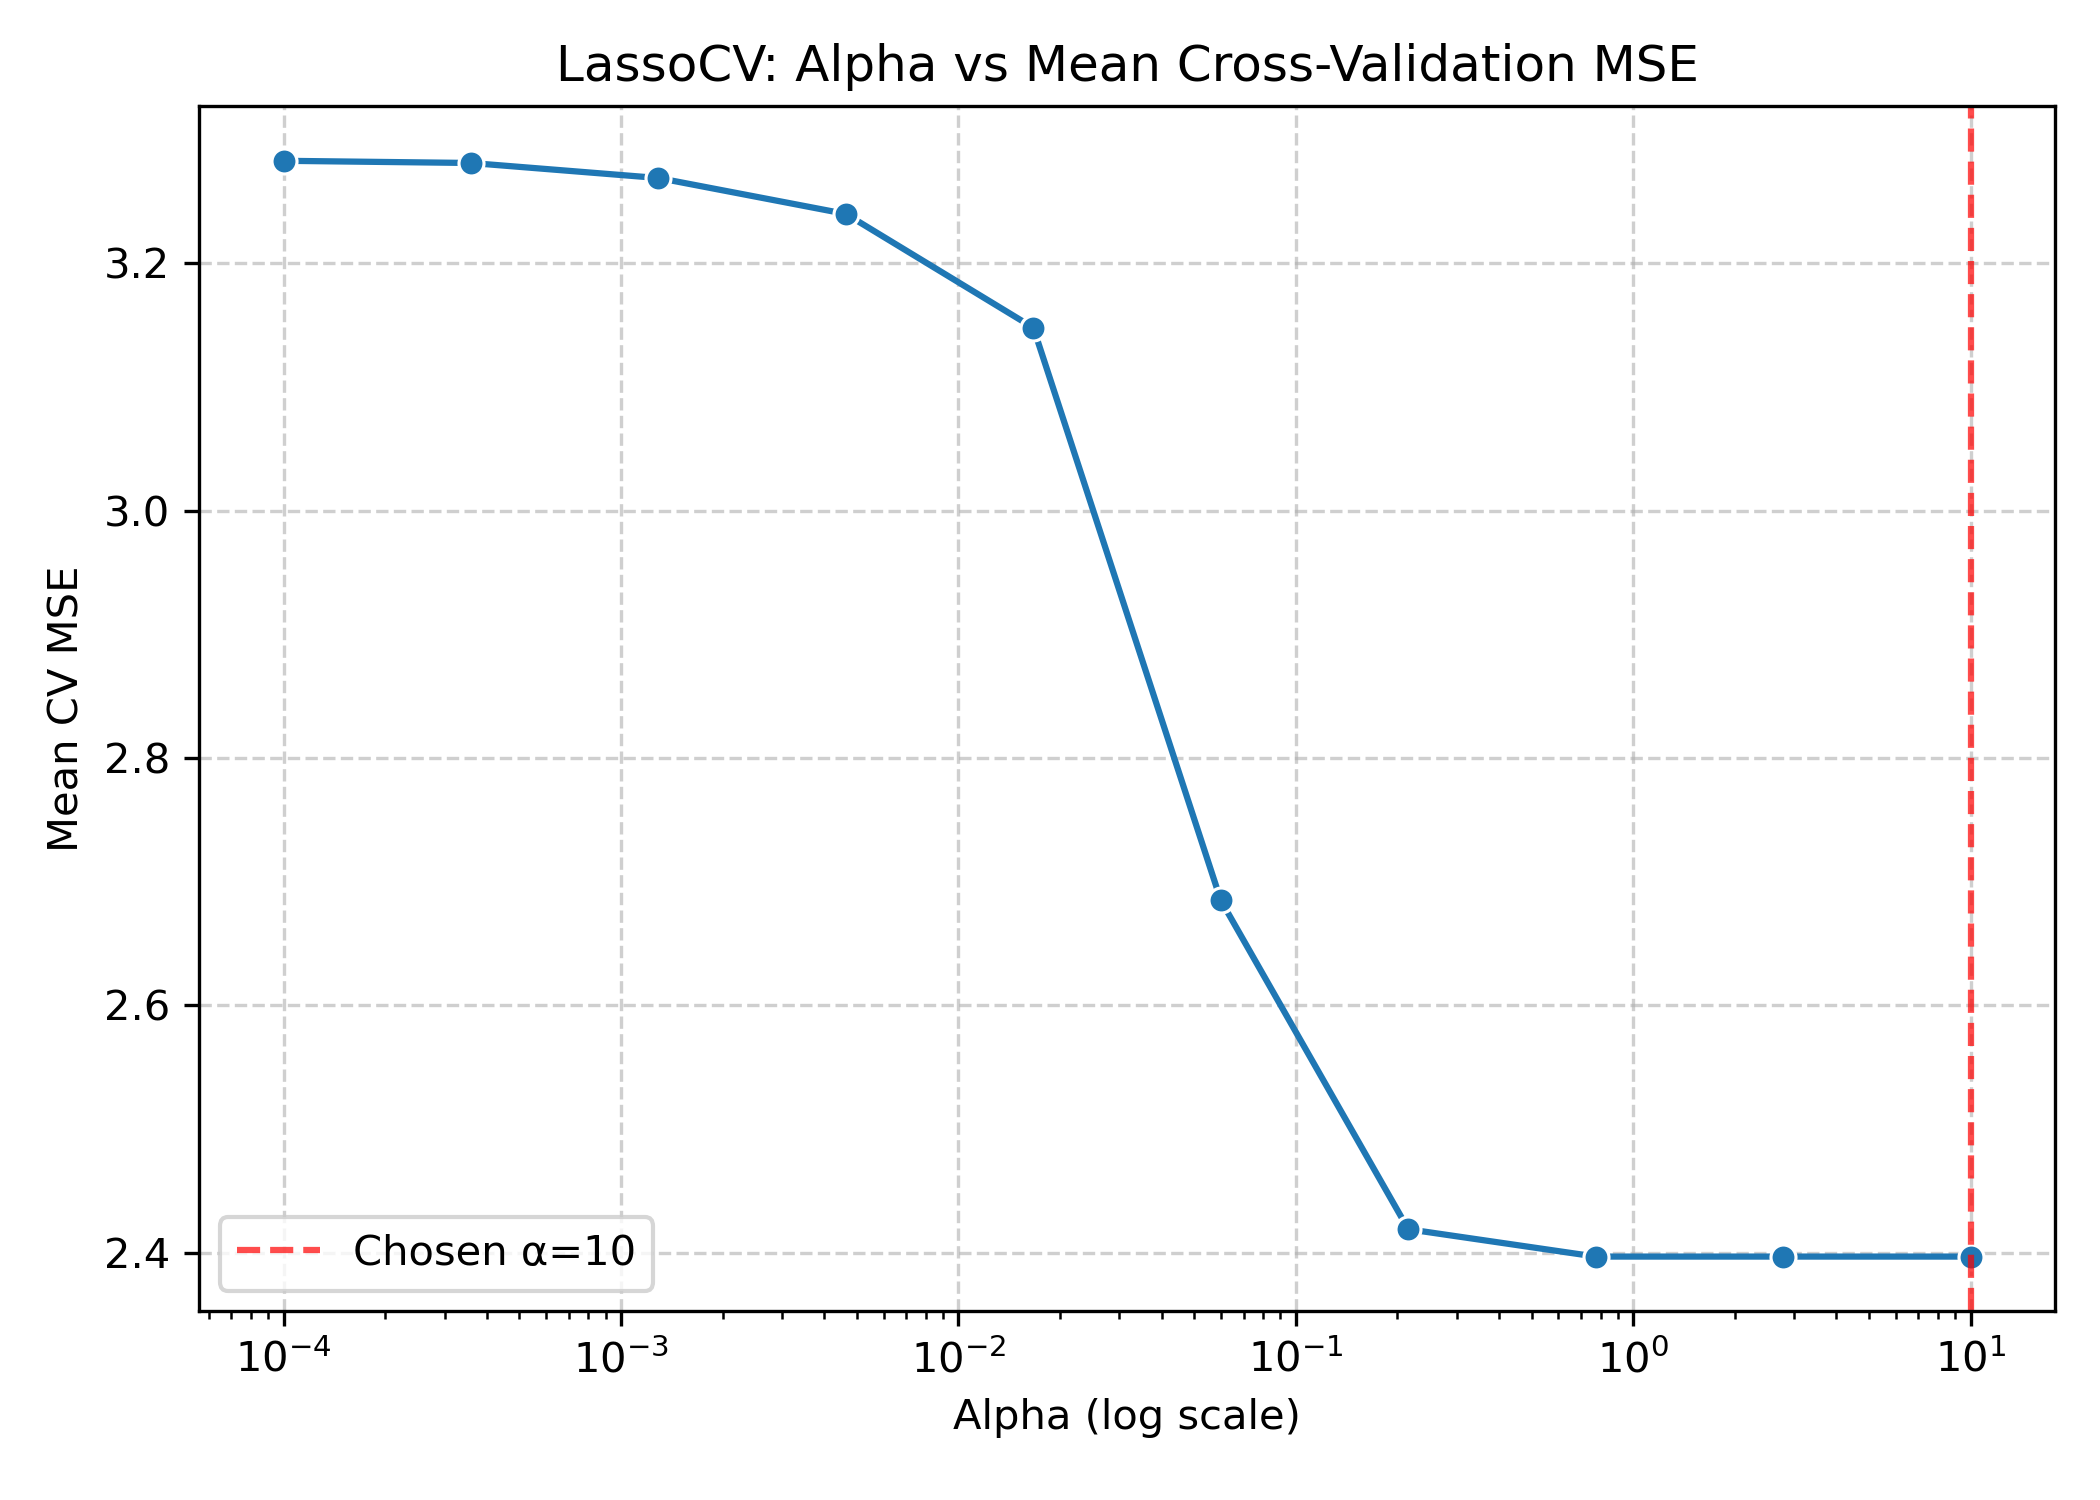 LassoCV: Alpha vs Mean Cross-Validation MSE
Mean CV MSE
3.2
3.0
2.8
2.6
2.4
Chosen α=10
10⁻⁴ 10⁻³ 10⁻² 10⁻¹ 10⁰ 10¹
Alpha (log scale)